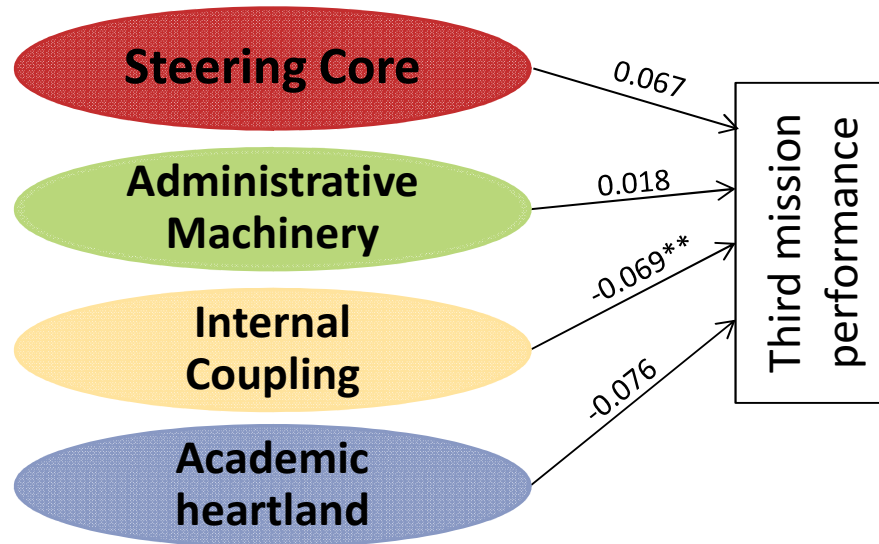 Steering Core
0.067
Administrative
Machinery
0.018
Internal
Coupling
-0.069**
Academic
heartland
-0.076
Third mission
performance